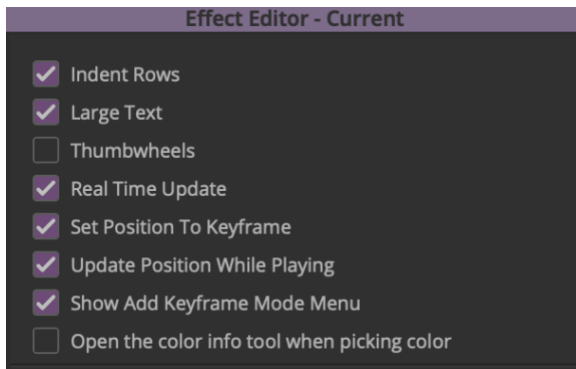 Effect Editor - Current
Indent Rows
Large Text
Thumbwheels
Real Time Update
Set Position To Keyframe
Update Position While Playing
Show Add Keyframe Mode Menu
Open the color info tool when picking color